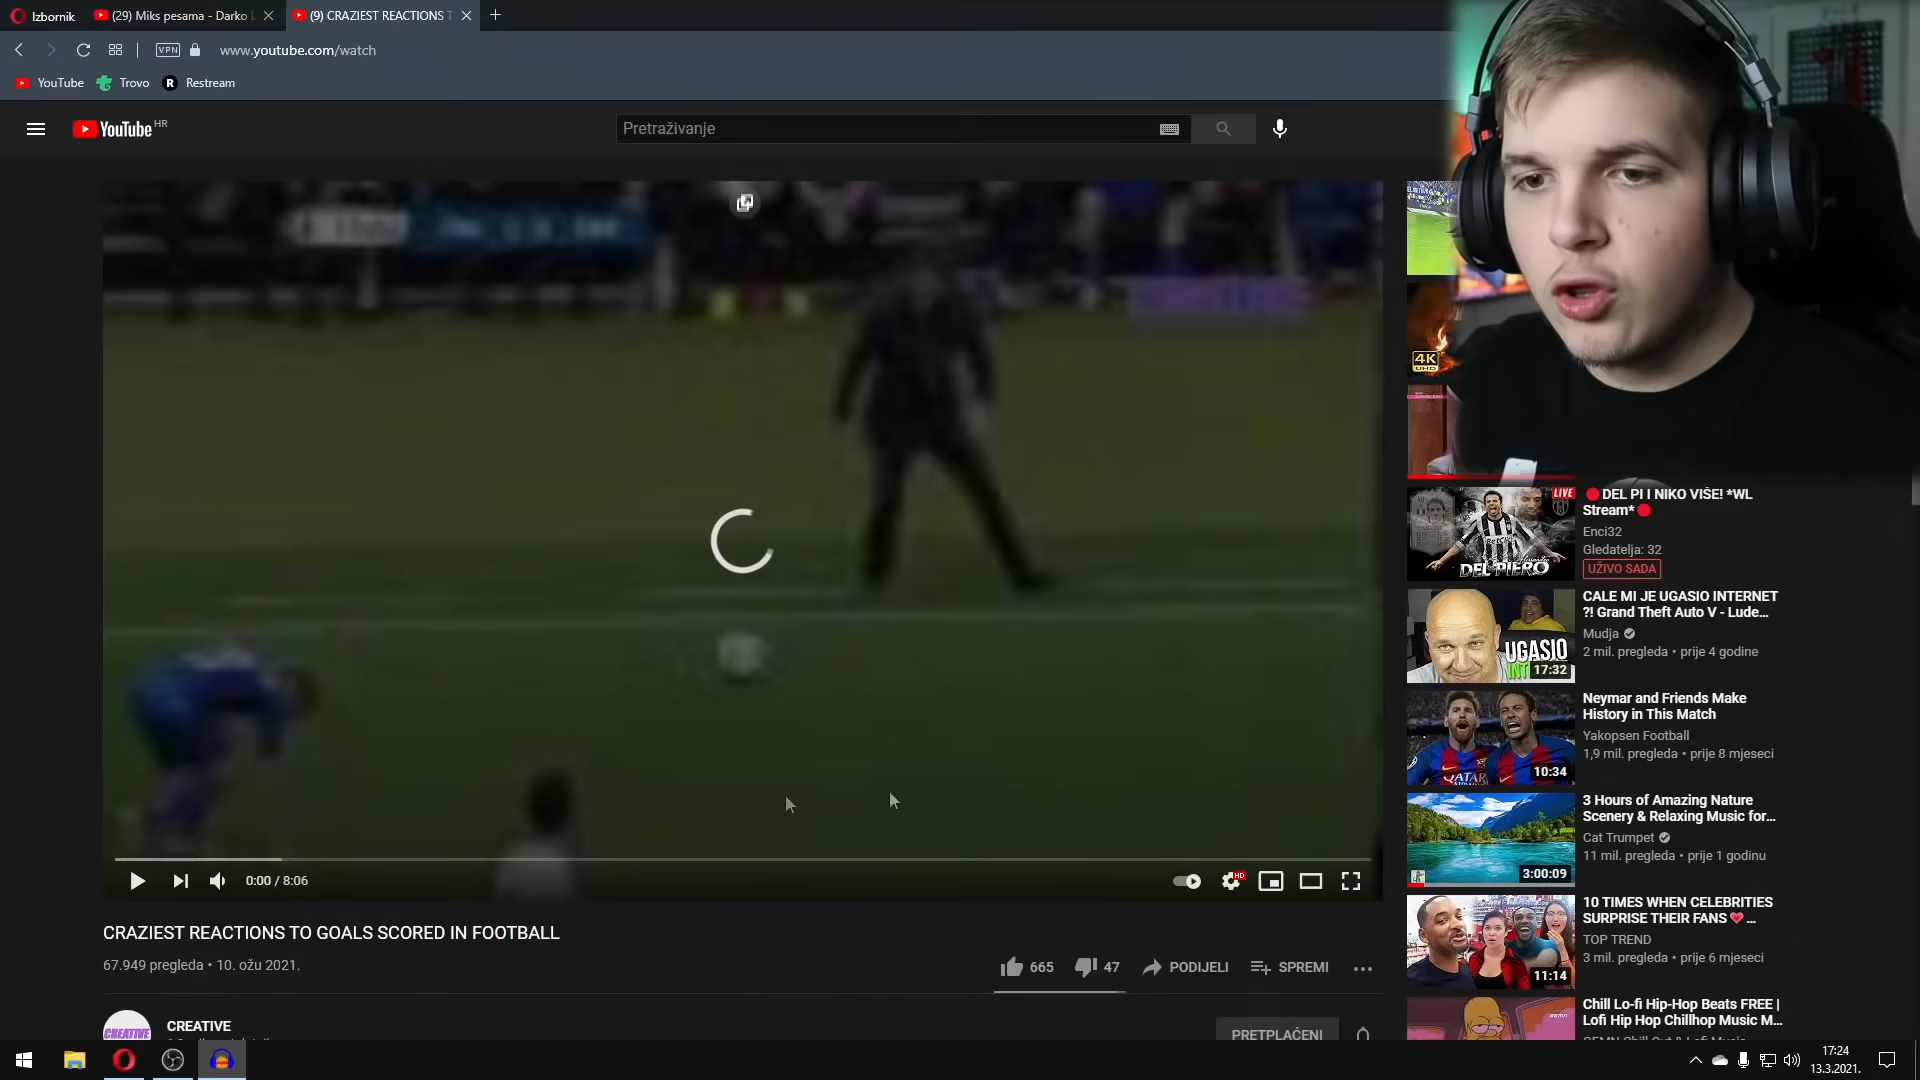 Izbornik
(29) Miks pesama - Darko L
(9) CRAZIEST REACTIONS T
VPN
www.youtube.com/watch
YouTube
Trovo
R Restream
YouTube HR
Pretraživanje
4K
UHD
LIVE
DEL PIERO
DEL PI I NIKO VIŠE! *WL
Stream*
Enci32
Gledatelja: 32
UŽIVO SADA
UGASIO
INT
17:32
CALE MI JE UGASIO INTERNET
?! Grand Theft Auto V - Lude...
Mudja
2 mil. pregleda • prije 4 godine
QATAR
10:34
Neymar and Friends Make
History in This Match
Yakopsen Football
1,9 mil. pregleda • prije 8 mjeseci
3:00:09
3 Hours of Amazing Nature
Scenery & Relaxing Music for...
Cat Trumpet
11 mil. pregleda • prije 1 godinu
11:14
10 TIMES WHEN CELEBRITIES
SURPRISE THEIR FANS ...
TOP TREND
3 mil. pregleda • prije 6 mjeseci
Chill Lo-fi Hip-Hop Beats FREE |
Lofi Hip Hop Chillhop Music M...
0:00 / 8:06
HD
CRAZIEST REACTIONS TO GOALS SCORED IN FOOTBALL
67.949 pregleda • 10. ožu 2021.
665
47
PODIJELI
SPREMI
CREATIVE
CREATIVE
PRETPLAĆENI
17:24
13.3.2021.